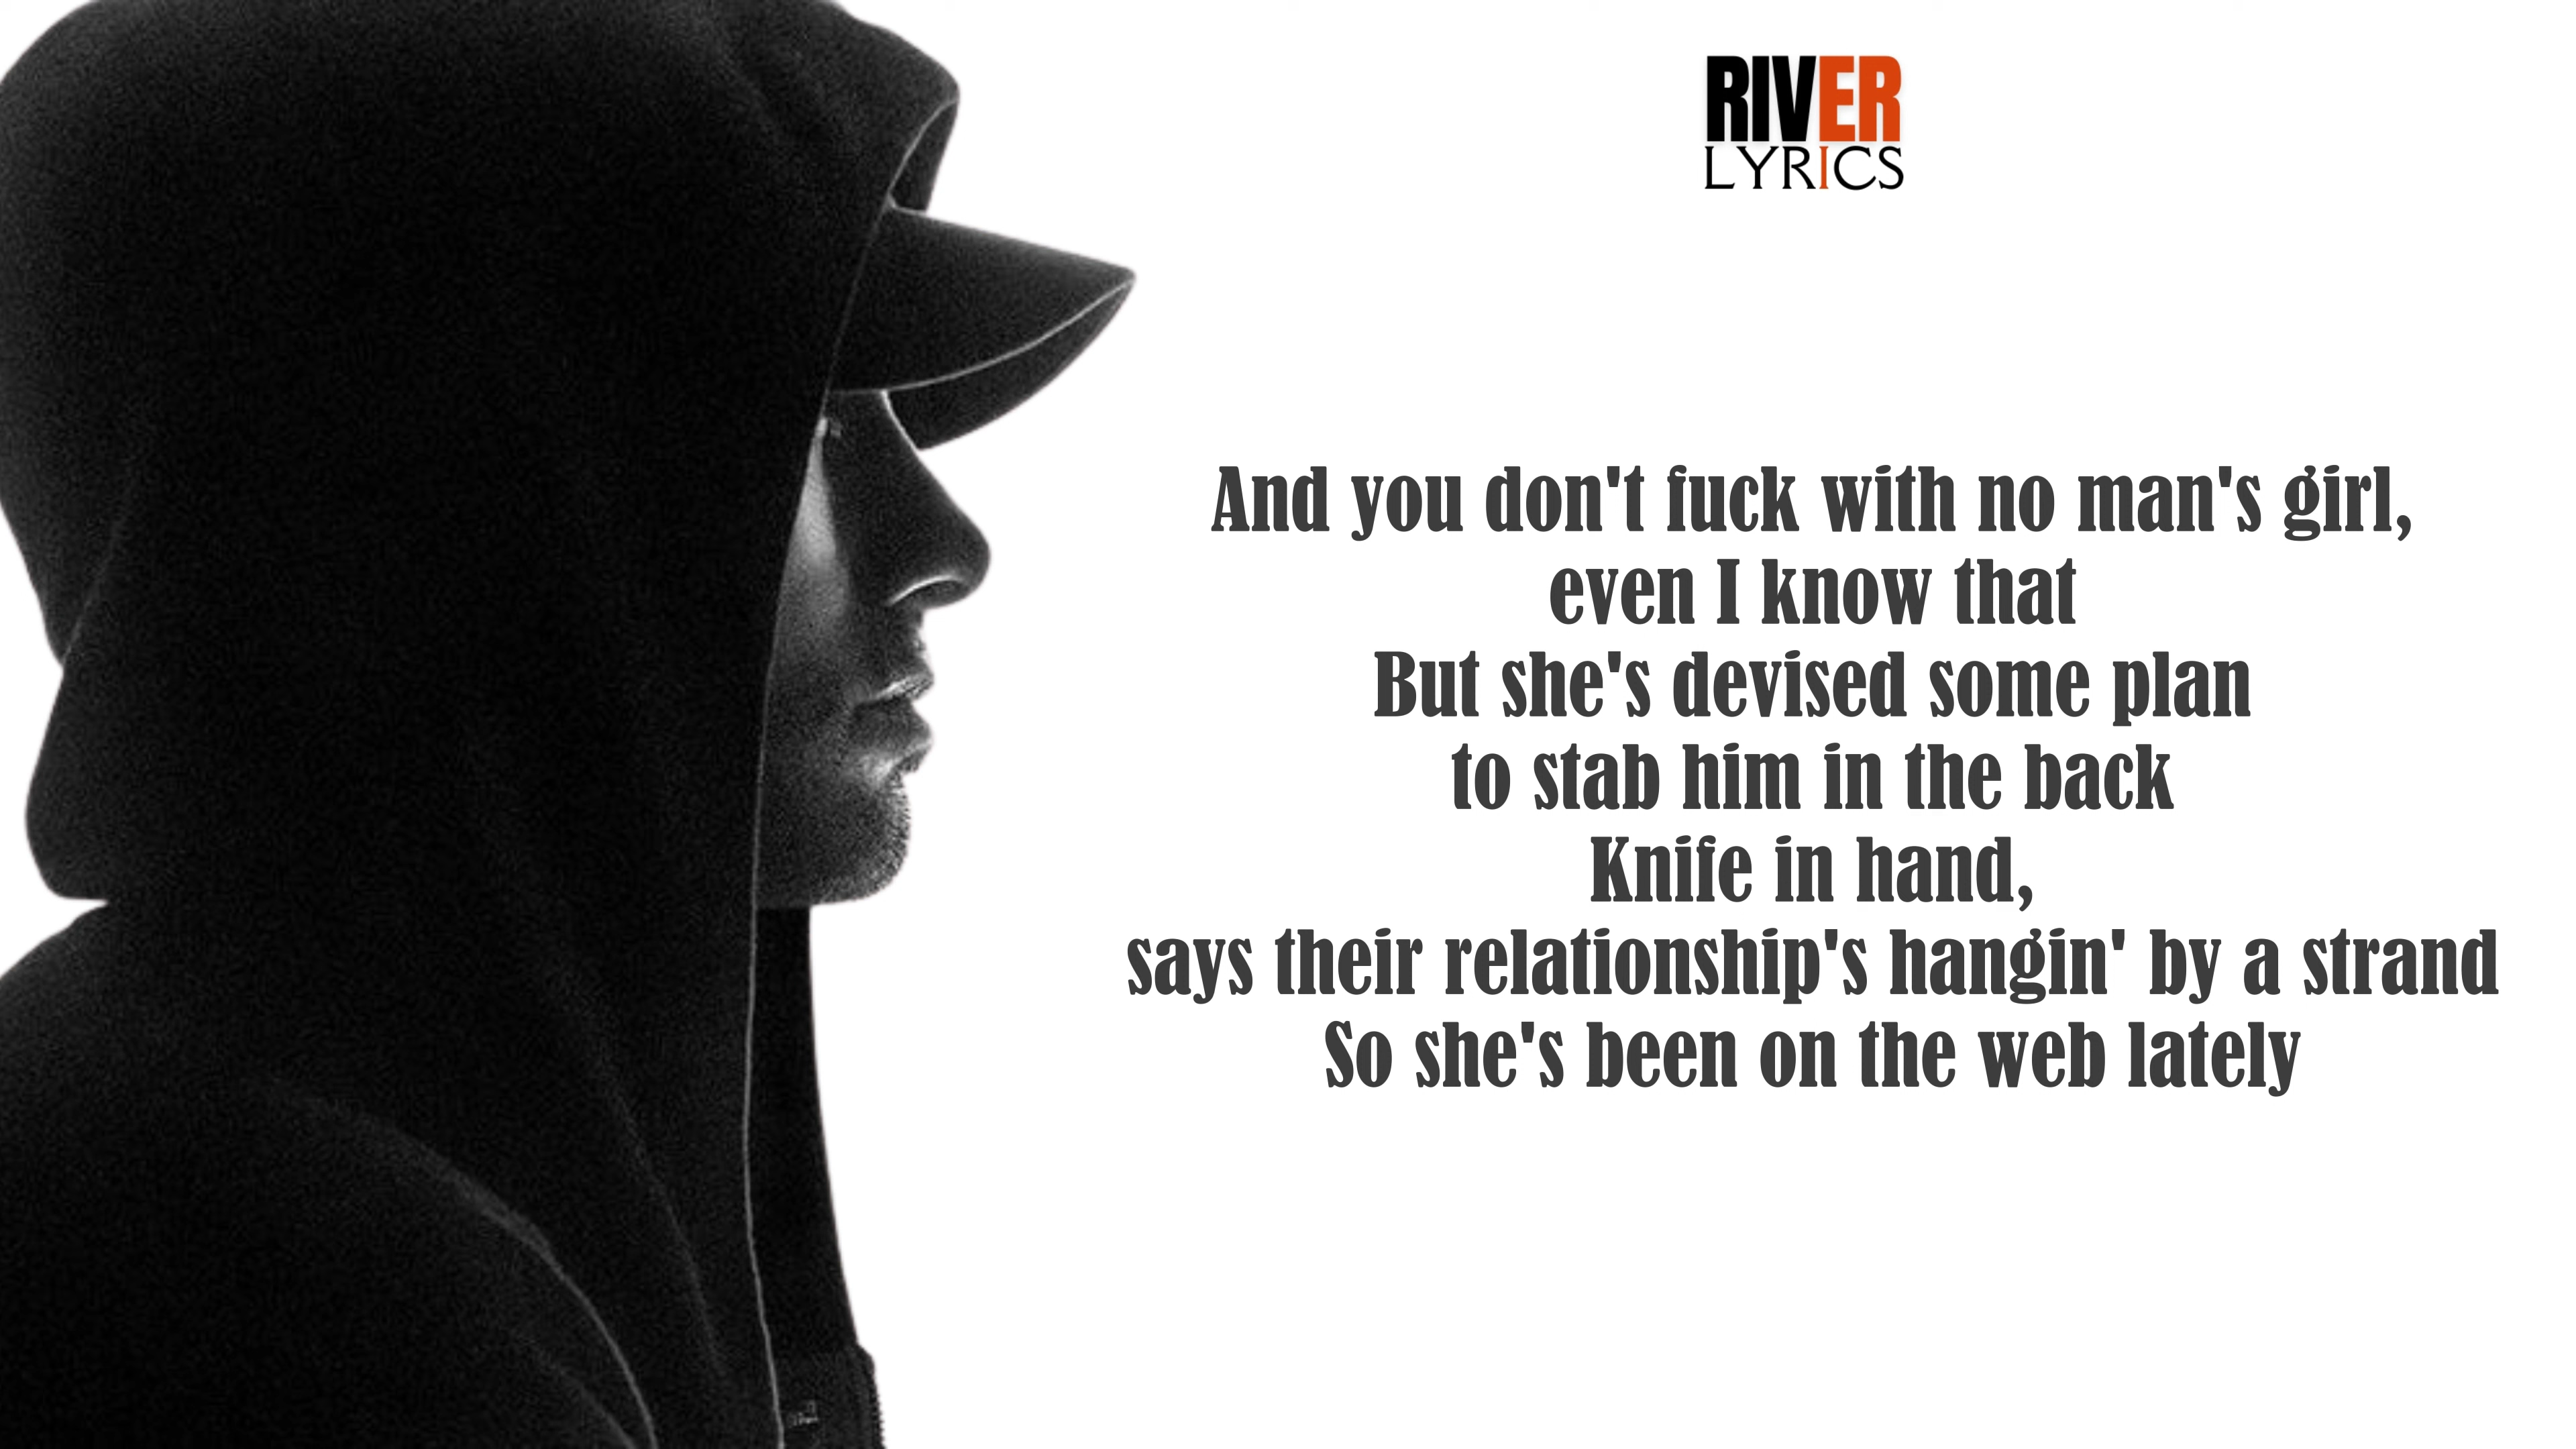 RIVER
LYRICS
And you don't fuck with no man's girl,
even I know that
But she's devised some plan
to stab him in the back
Knife in hand,
says their relationship's hangin' by a strand
So she's been on the web lately